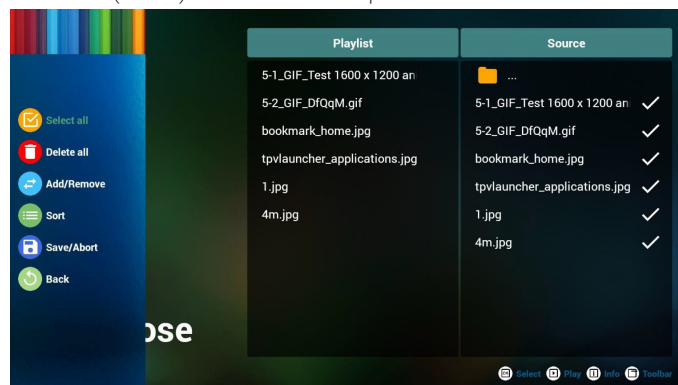 Select all
Delete all
Add/Remove
Sort
Save/Abort
Back
ose
Playlist
5-1_GIF_Test 1600 x 1200 an
5-2_GIF_DfQqM.gif
bookmark_home.jpg
tpvlauncher_applications.jpg
1.jpg
4m.jpg
Source
...
5-1_GIF_Test 1600 x 1200 an
5-2_GIF_DfQqM.gif
bookmark_home.jpg
tpvlauncher_applications.jpg
1.jpg
4m.jpg
Select Play Info Toolbar